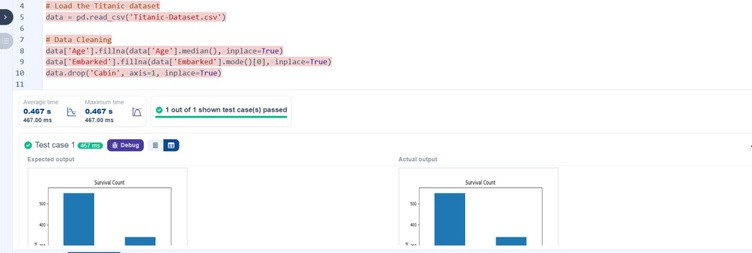 4 # Load the Titanic dataset
5 data = pd.read_csv('Titanic-Dataset.csv')
6
7 # Data Cleaning
8 data['Age'].fillna(data['Age'].median(), inplace=True)
9 data['Embarked'].fillna(data['Embarked'].mode()[0], inplace=True)
10 data.drop('Cabin', axis=1, inplace=True)
11
Average time
0.467 s
467.00 ms
Maximum time
0.467 s
467.00 ms
1 out of 1 shown test case(s) passed
Test case 1 467 ms Debug
Expected output
Actual output
Survival Count
500
400
Survival Count
500
400